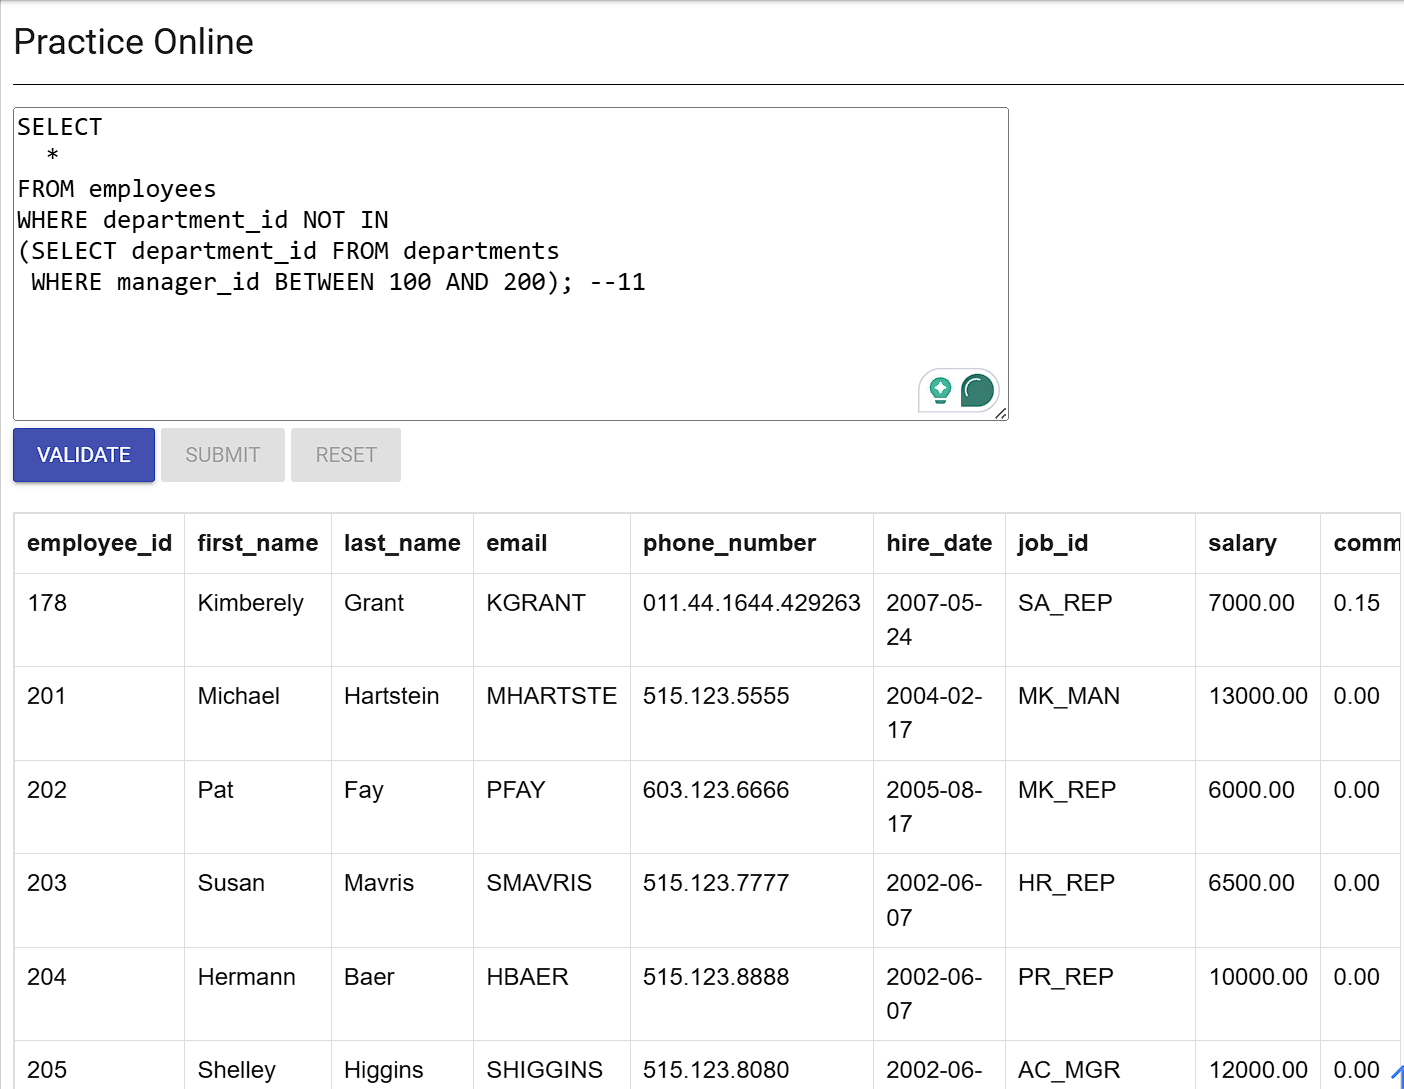 Practice Online
SELECT
*
FROM employees
WHERE department_id NOT IN
(SELECT department_id FROM departments
WHERE manager_id BETWEEN 100 AND 200); --11
VALIDATE SUBMIT RESET
employee_id first_name last_name email phone_number hire_date job_id salary comm
178 Kimberely Grant KGRANT 011.44.1644.429263 2007-05-24 SA_REP 7000.00 0.15
201 Michael Hartstein MHARTSTE 515.123.5555 2004-02-17 MK_MAN 13000.00 0.00
202 Pat Fay PFAY 603.123.6666 2005-08-17 MK_REP 6000.00 0.00
203 Susan Mavris SMAVRIS 515.123.7777 2002-06-07 HR_REP 6500.00 0.00
204 Hermann Baer HBAER 515.123.8888 2002-06-07 PR_REP 10000.00 0.00
205 Shelley Higgins SHIGGINS 515.123.8080 2002-06- AC_MGR 12000.00 0.00